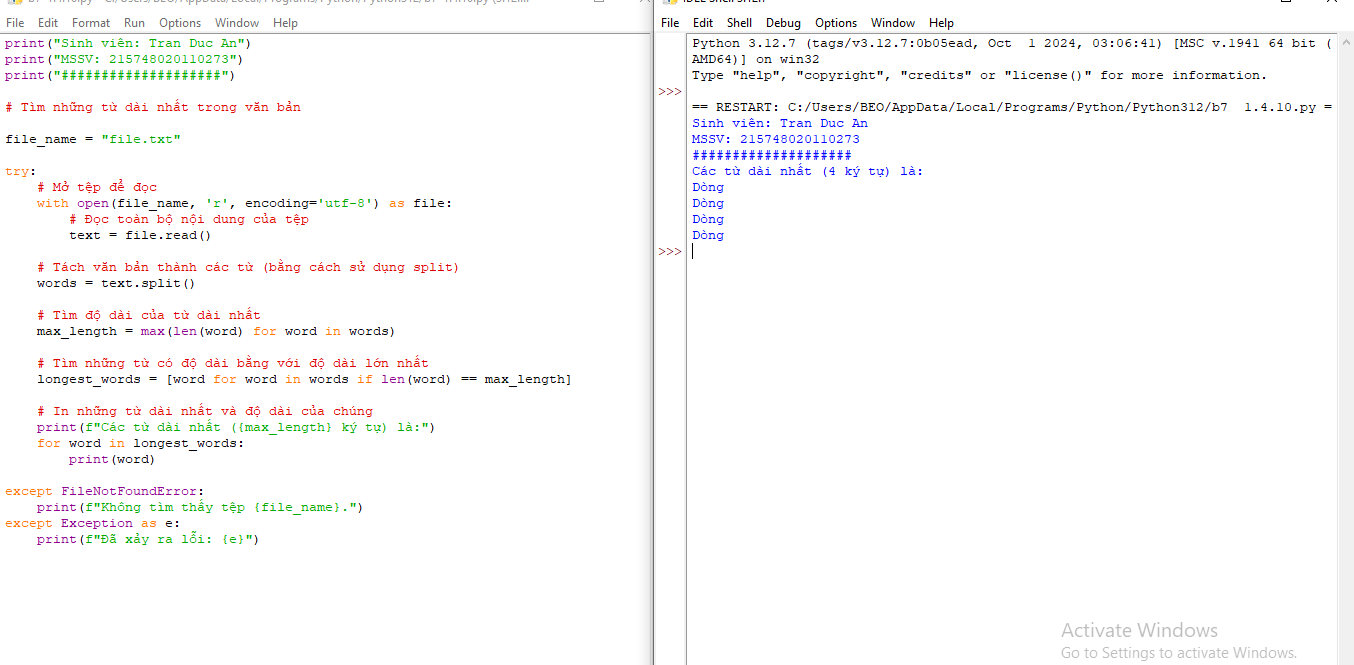 File Edit Format Run Options Window Help
print("Sinh viên: Tran Duc An")
print("MSSV: 215748020110273")
print("####################")
# Tìm những từ dài nhất trong văn bản
file_name = "file.txt"
try:
    # Mở tệp để đọc
    with open(file_name, 'r', encoding='utf-8') as file:
        # Đọc toàn bộ nội dung của tệp
        text = file.read()
    # Tách văn bản thành các từ (bằng cách sử dụng split)
    words = text.split()
    # Tìm độ dài của từ dài nhất
    max_length = max(len(word) for word in words)
    # Tìm những từ có độ dài bằng với độ dài lớn nhất
    longest_words = [word for word in words if len(word) == max_length]
    # In những từ dài nhất và độ dài của chúng
    print(f"Các từ dài nhất ({max_length} ký tự) là:")
    for word in longest_words:
        print(word)
except FileNotFoundError:
    print(f"Không tìm thấy tệp {file_name}.")
except Exception as e:
    print(f"Đã xảy ra lỗi: {e}")
File Edit Shell Debug Options Window Help
Python 3.12.7 (tags/v3.12.7:0b05ead, Oct  1 2024, 03:06:41) [MSC v.1941 64 bit (
AMD64)] on win32
Type "help", "copyright", "credits" or "license()" for more information.
>>>
== RESTART: C:/Users/BEO/AppData/Local/Programs/Python/Python312/b7  1.4.10.py =
Sinh viên: Tran Duc An
MSSV: 215748020110273
####################
Các từ dài nhất (4 ký tự) là:
Dòng
Dòng
Dòng
Dòng
>>>
Activate Windows
Go to Settings to activate Windows.